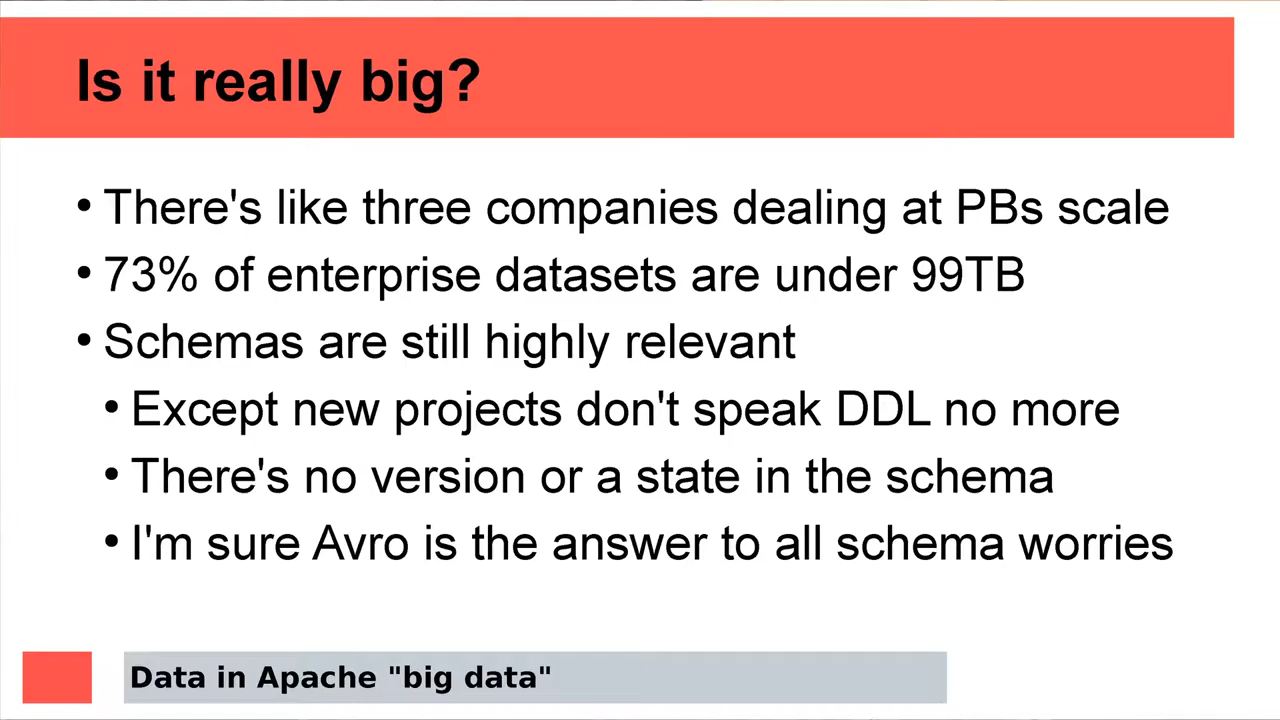 Is it really big?
• There's like three companies dealing at PBs scale
• 73% of enterprise datasets are under 99TB
• Schemas are still highly relevant
• Except new projects don't speak DDL no more
• There's no version or a state in the schema
• I'm sure Avro is the answer to all schema worries
Data in Apache "big data"